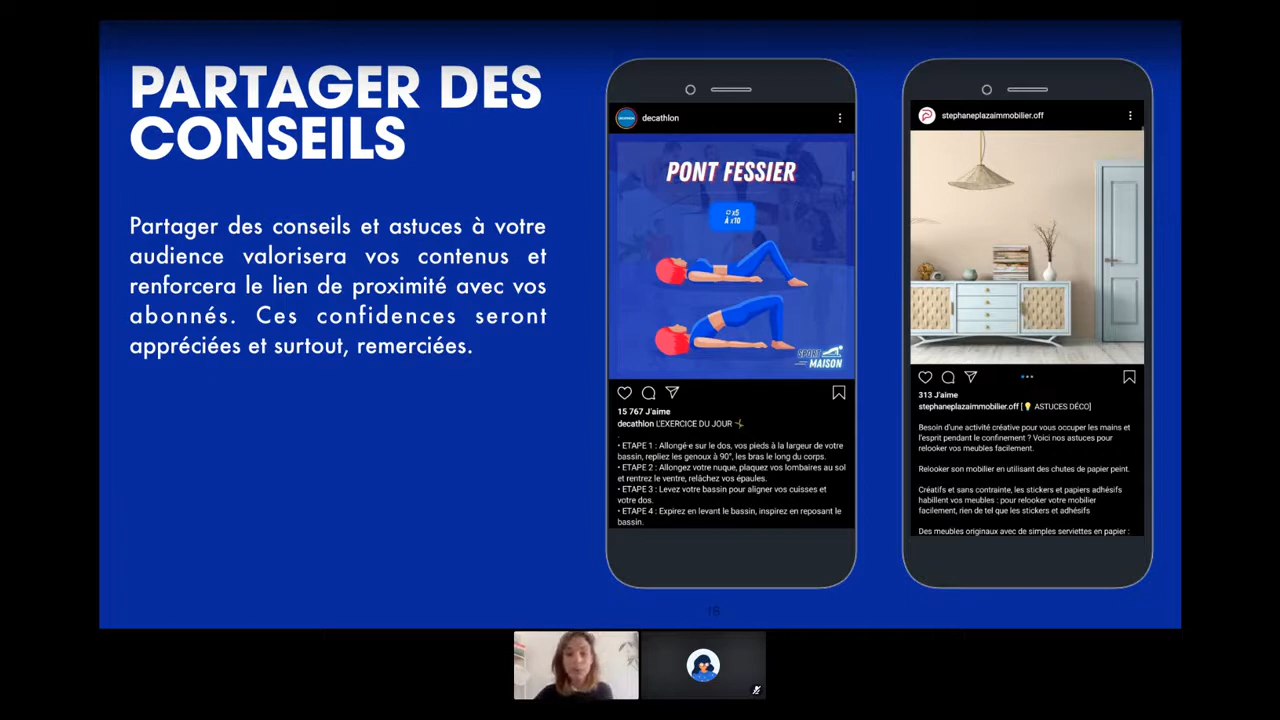 PARTAGER DES
CONSEILS
Partager des conseils et astuces à votre
audience valorisera vos contenus et
renforcera le lien de proximité avec vos
abonnés. Ces confidences seront
appréciées et surtout, remerciées.
DECATHLON
decathlon
PONT FESSIER
x5
À x10
SPORT
MAISON
15 767 J'aime
decathlon L'EXERCICE DU JOUR
.
• ETAPE 1 : Allongé·e sur le dos, vos pieds à la largeur de votre
bassin, repliez les genoux à 90°, les bras le long du corps.
• ETAPE 2 : Allongez votre nuque, plaquez vos lombaires au sol
et rentrez le ventre, relâchez vos épaules.
• ETAPE 3 : Levez votre bassin pour aligner vos cuisses et
votre dos.
• ETAPE 4 : Expirez en levant le bassin, inspirez en reposant le
bassin.
stephaneplazaimmobilier.off
313 J'aime
stephaneplazaimmobilier.off [💡 ASTUCES DÉCO]
Besoin d'une activité créative pour vous occuper les mains et
l'esprit pendant le confinement ? Voici nos astuces pour
relooker vos meubles facilement.
Relooker son mobilier en utilisant des chutes de papier peint.
Créatifs et sans contrainte, les stickers et papiers adhésifs
habillent vos meubles : pour relooker votre mobilier
facilement, rien de tel que les stickers et adhésifs
Des meubles originaux avec de simples serviettes en papier :
18